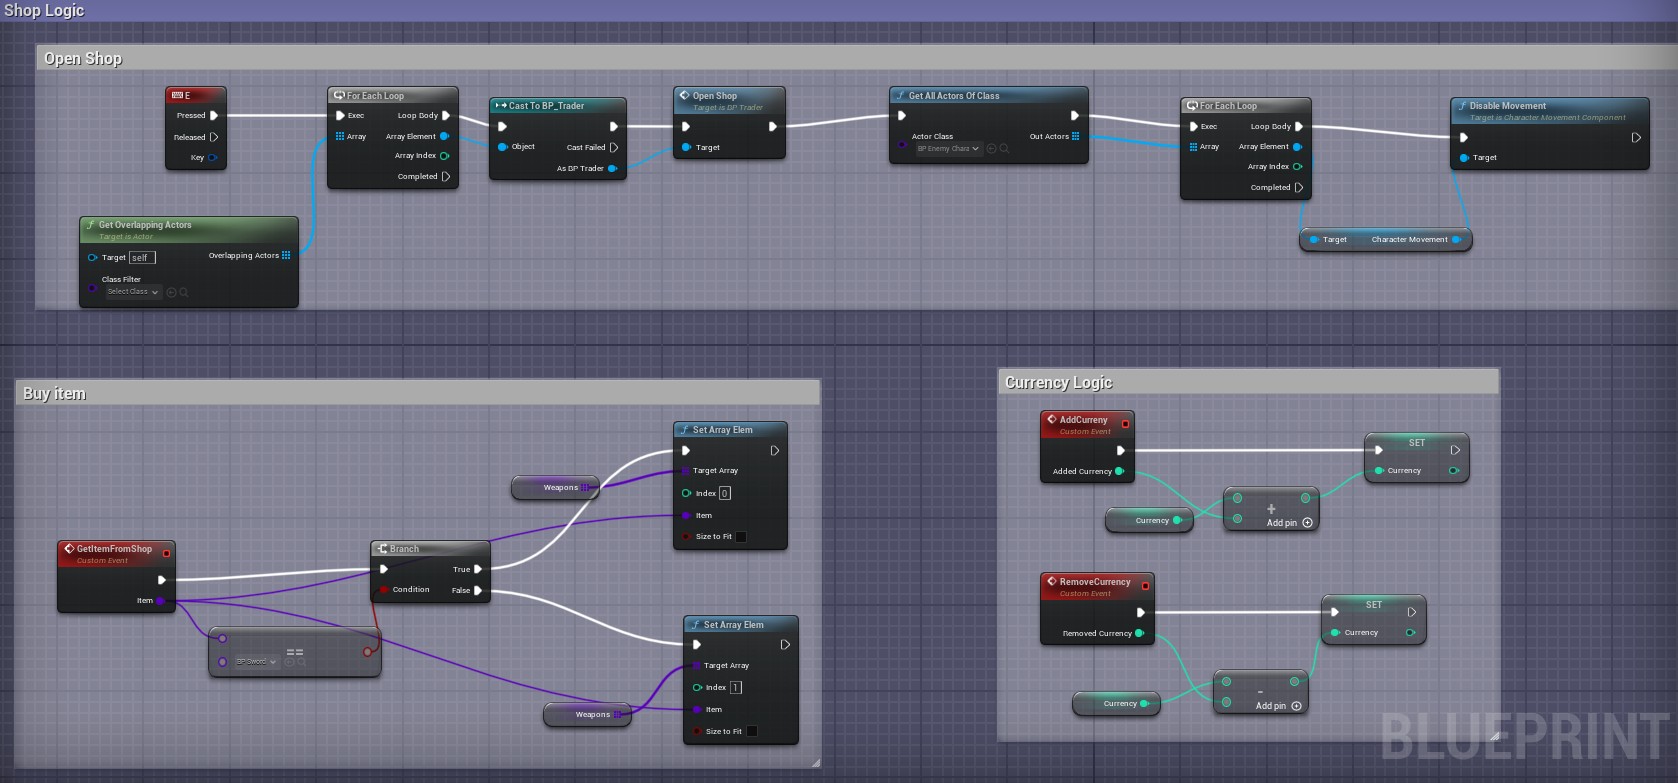 Shop Logic
Open Shop
E
Pressed
Released
Key
For Each Loop
Exec
Loop Body
Array
Array Element
Array Index
Completed
Cast To BP_Trader
Object
Cast Failed
As BP Trader
Open Shop
Target is BP Trader
Target
Get All Actors Of Class
Actor Class
BP Enemy Chara
Out Actors
For Each Loop
Exec
Loop Body
Array
Array Element
Array Index
Completed
Disable Movement
Target is Character Movement Component
Target
Target
Character Movement
Get Overlapping Actors
Target is Actor
Target
self
Overlapping Actors
Class Filter
Select Class
Buy item
GetItemFromShop
Custom Event
Item
Branch
True
Condition
False
==
BP Sword
Weapons
Set Array Elem
Target Array
Index
0
Item
Size to Fit
Weapons
Set Array Elem
Target Array
Index
1
Item
Size to Fit
Currency Logic
AddCurreny
Custom Event
Added Currency
Currency
+
Add pin
SET
Currency
RemoveCurrency
Custom Event
Removed Currency
Currency
-
Add pin
SET
Currency
BLUEPRINT